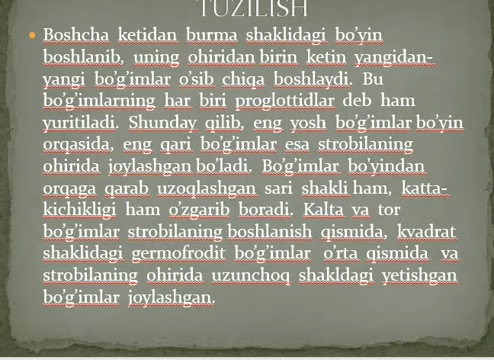 TUZILISH
Boshcha ketidan burma shaklidagi bo’yin
boshlanib, uning ohiridan birin ketin yangidan-
yangi bo’g’imlar o’sib chiqa boshlaydi. Bu
bo’g’imlarning har biri proglottidlar deb ham
yuritiladi. Shunday qilib, eng yosh bo’g’imlar bo’yin
orqasida, eng qari bo’g’imlar esa strobilaning
ohirida joylashgan bo’ladi. Bo’g’imlar bo’yindan
orqaga qarab uzoqlashgan sari shakli ham, katta-
kichikligi ham o’zgarib boradi. Kalta va tor
bo’g’imlar strobilaning boshlanish qismida, kvadrat
shaklidagi germofrodit bo’g’imlar o’rta qismida va
strobilaning ohirida uzunchoq shakldagi yetishgan
bo’g’imlar joylashgan.